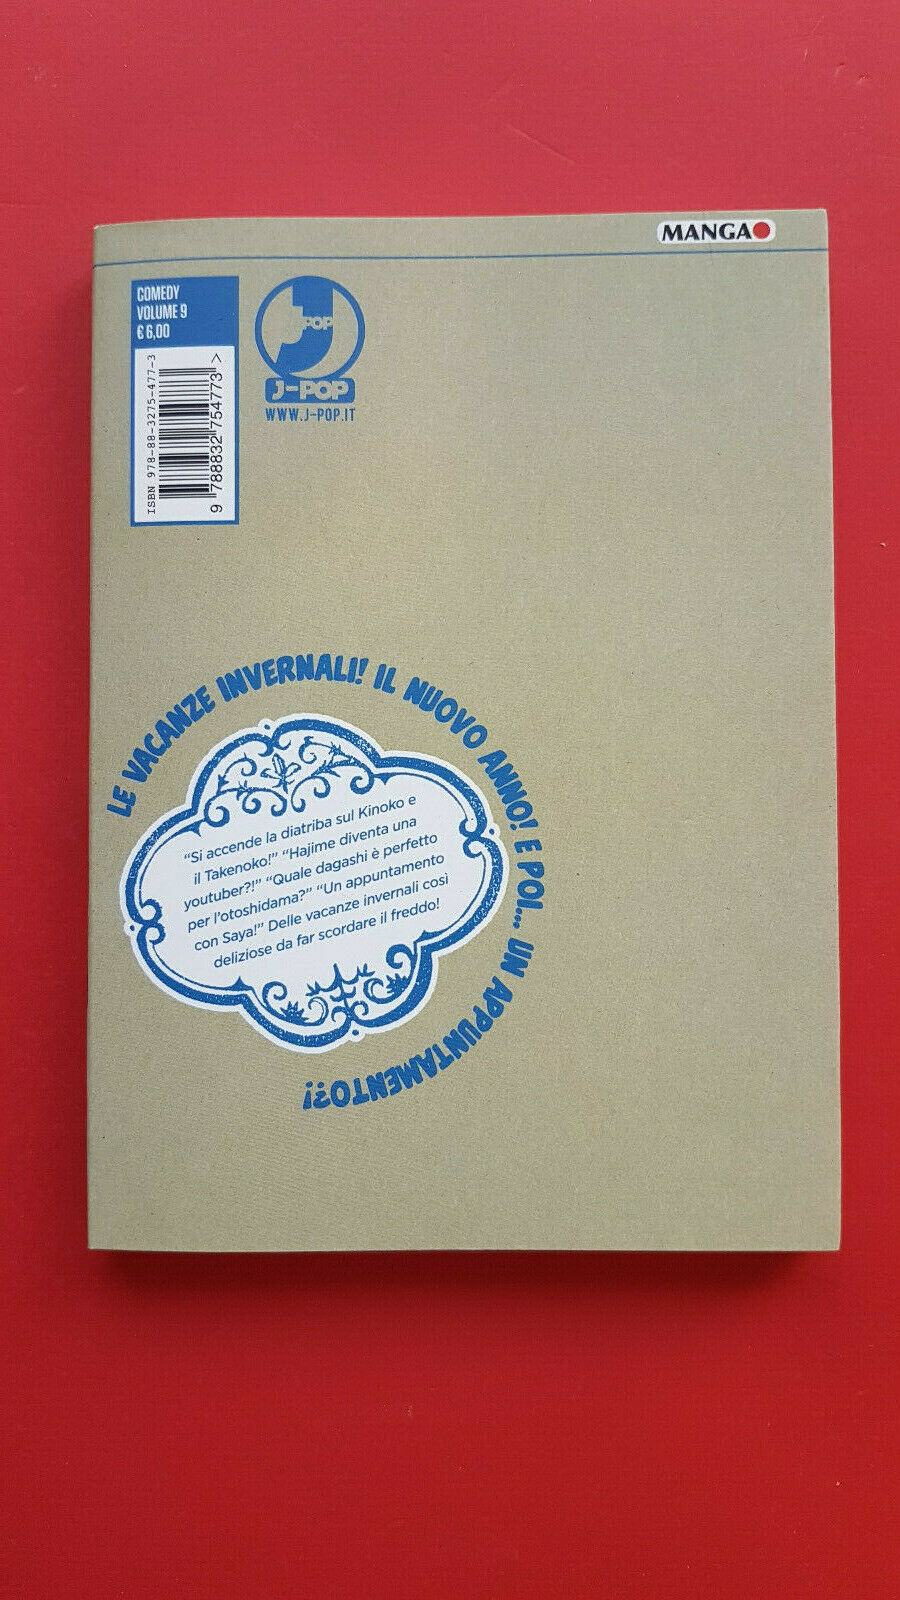 MANGA
COMEDY
VOLUME 9
€ 6,00
ISBN 978-88-3275-477-3
9 788832 754773 >
J-POP
J-POP
WWW.J-POP.IT
LE VACANZE INVERNALI! IL NUOVO ANNO! E POI... UN APPUNTAMENTO?!
“Si accende la diatriba sul Kinoko e
il Takenoko!” “Hajime diventa una
youtuber?!” “Quale dagashi è perfetto
per l'otoshidama?” “Un appuntamento
con Saya!” Delle vacanze invernali così
deliziose da far scordare il freddo!